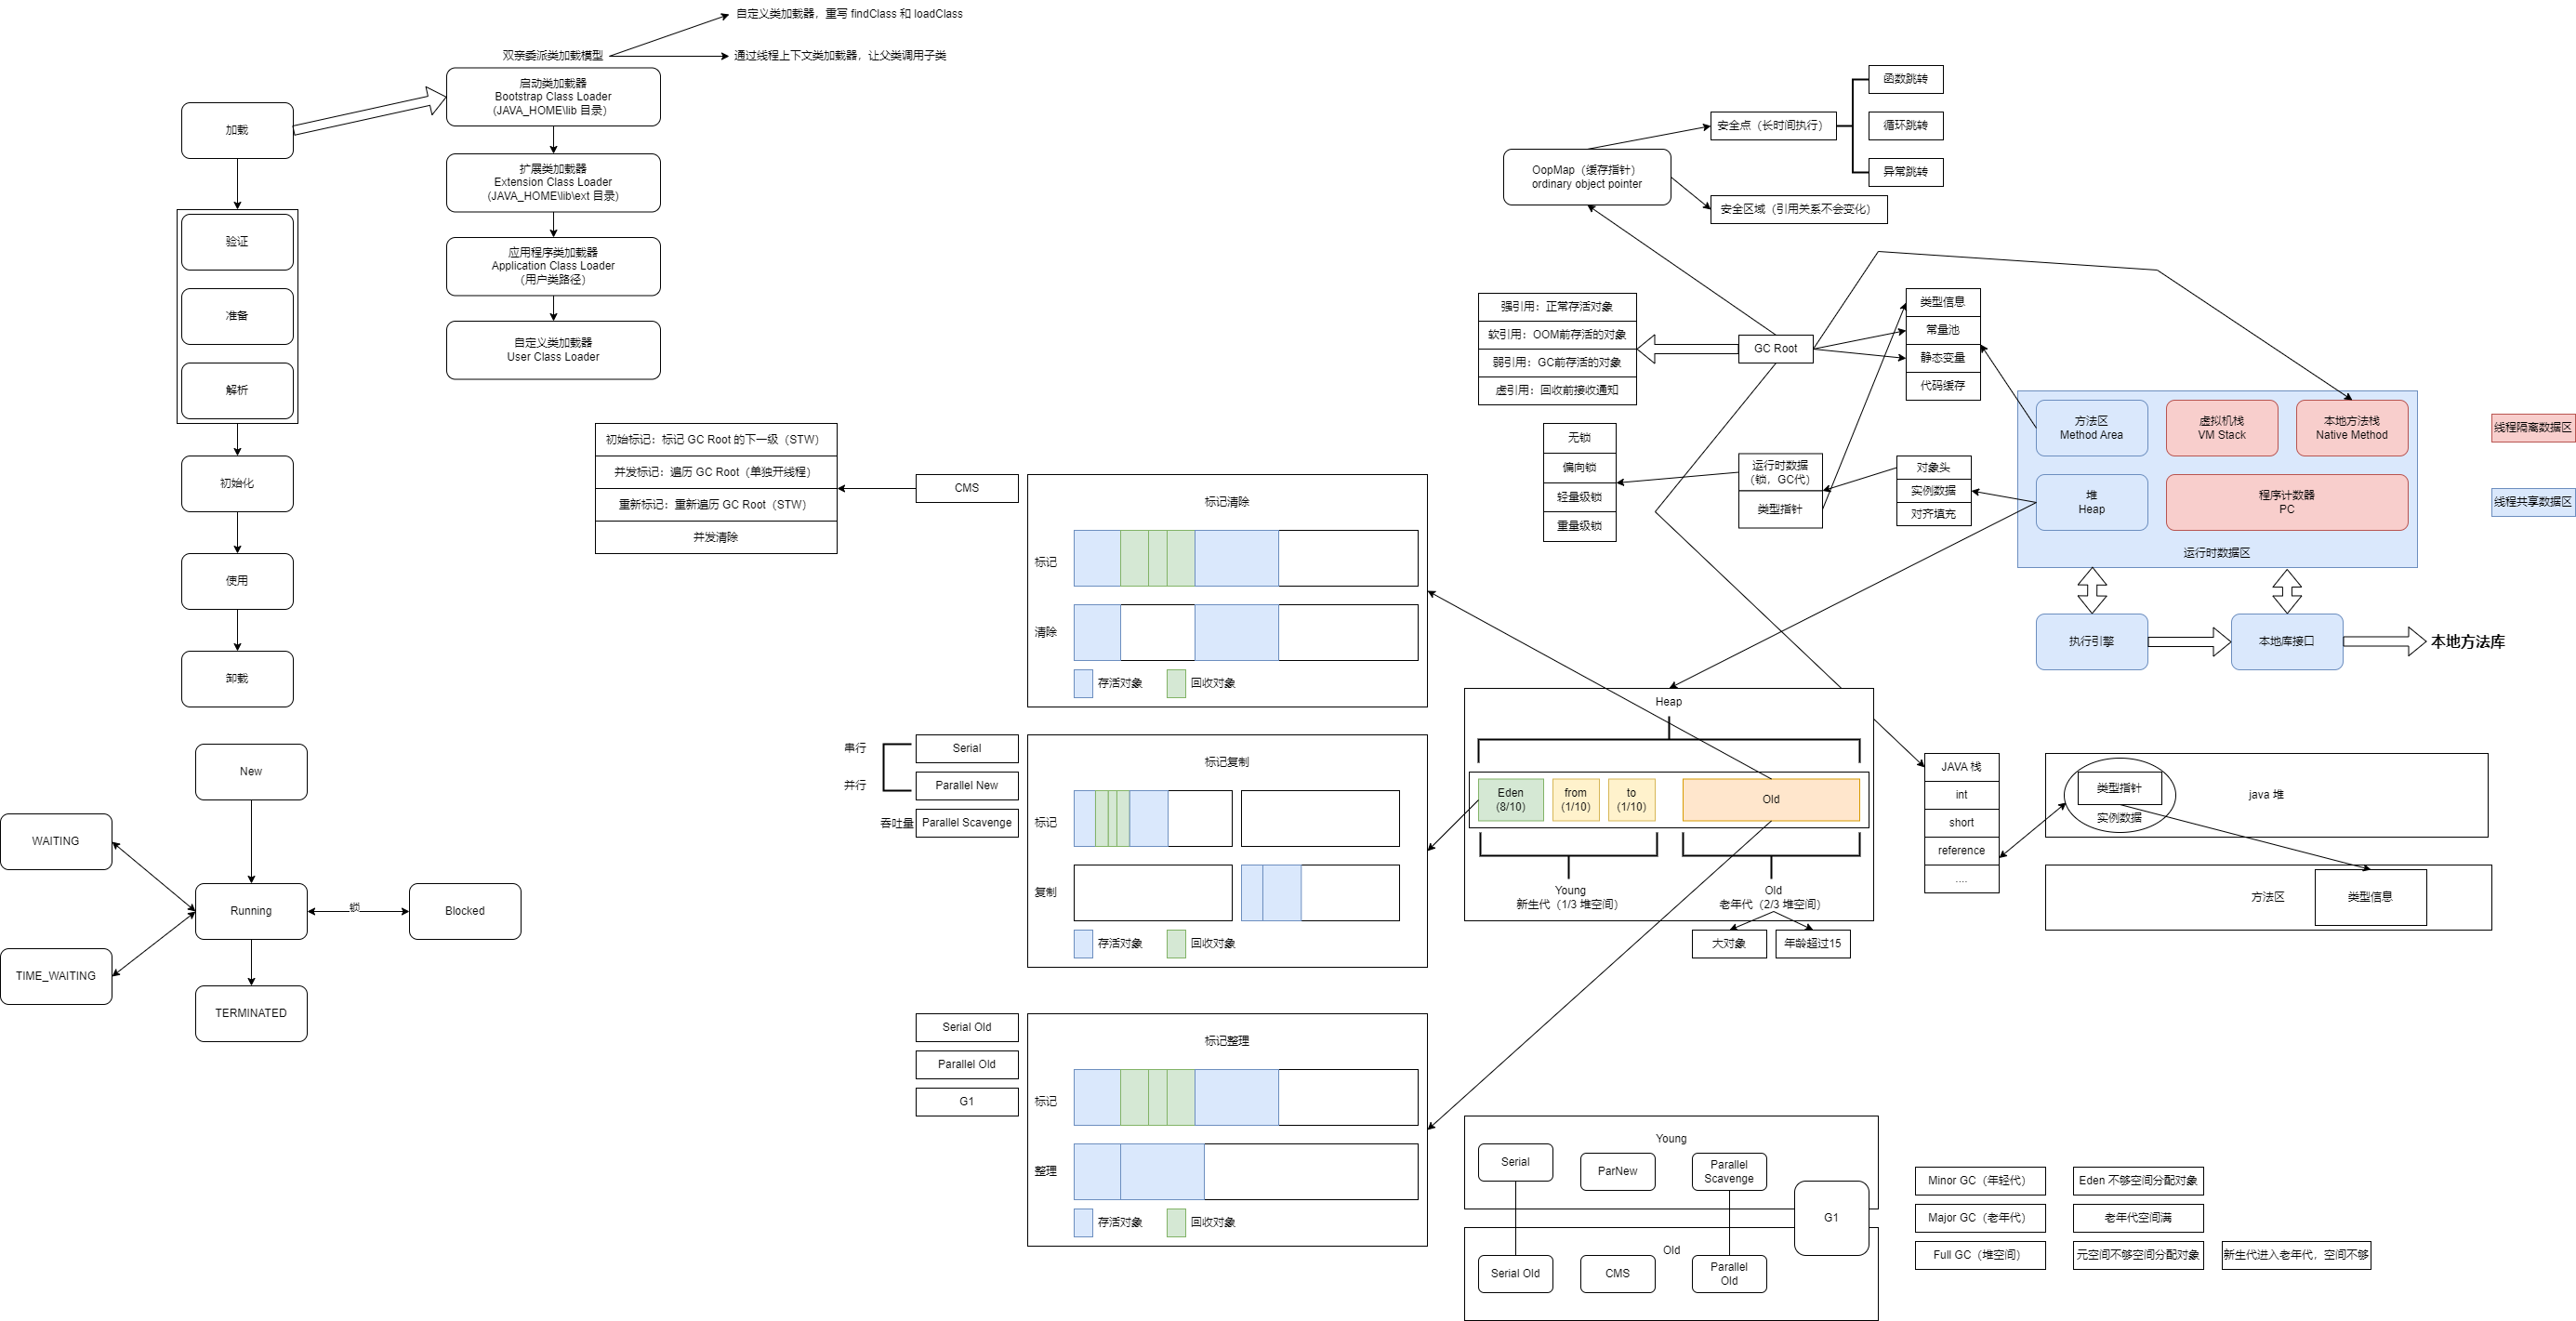 自定义类加载器，重写 findClass 和 loadClass
双亲委派类加载模型
通过线程上下文类加载器，让父类调用子类
启动类加载器
Bootstrap Class Loader
(JAVA_HOME\lib 目录）
加载
扩展类加载器
Extension Class Loader
(JAVA_HOME\lib\ext 目录)
应用程序类加载器
Application Class Loader
（用户类路径）
自定义类加载器
User Class Loader
验证
准备
解析
初始化
使用
卸载
New
WAITING
Running
锁
Blocked
TIME_WAITING
TERMINATED
初始标记：标记 GC Root 的下一级（STW）
并发标记：遍历 GC Root（单独开线程）
重新标记：重新遍历 GC Root（STW）
并发清除
CMS
标记清除
标记
清除
存活对象
回收对象
串行
并行
吞吐量
Serial
Parallel New
Parallel Scavenge
标记复制
标记
复制
存活对象
回收对象
Serial Old
Parallel Old
G1
标记整理
标记
整理
存活对象
回收对象
函数跳转
安全点（长时间执行）
循环跳转
异常跳转
OopMap（缓存指针）
ordinary object pointer
安全区域（引用关系不会变化）
强引用：正常存活对象
软引用：OOM前存活的对象
弱引用：GC前存活的对象
虚引用：回收前接收通知
GC Root
类型信息
常量池
静态变量
代码缓存
无锁
偏向锁
轻量级锁
重量级锁
运行时数据
(锁，GC代)
类型指针
对象头
实例数据
对齐填充
方法区
Method Area
虚拟机栈
VM Stack
本地方法栈
Native Method
堆
Heap
程序计数器
PC
运行时数据区
线程隔离数据区
线程共享数据区
执行引擎
本地库接口
本地方法库
Heap
Eden
(8/10)
from
(1/10)
to
(1/10)
Old
Young
新生代（1/3 堆空间）
Old
老年代（2/3 堆空间）
大对象
年龄超过15
JAVA 栈
int
short
reference
....
类型指针
实例数据
java 堆
方法区
类型信息
Young
Serial
ParNew
Parallel
Scavenge
G1
Old
Serial Old
CMS
Parallel
Old
Minor GC（年轻代）
Eden 不够空间分配对象
Major GC（老年代）
老年代空间满
Full GC（堆空间）
元空间不够空间分配对象
新生代进入老年代，空间不够